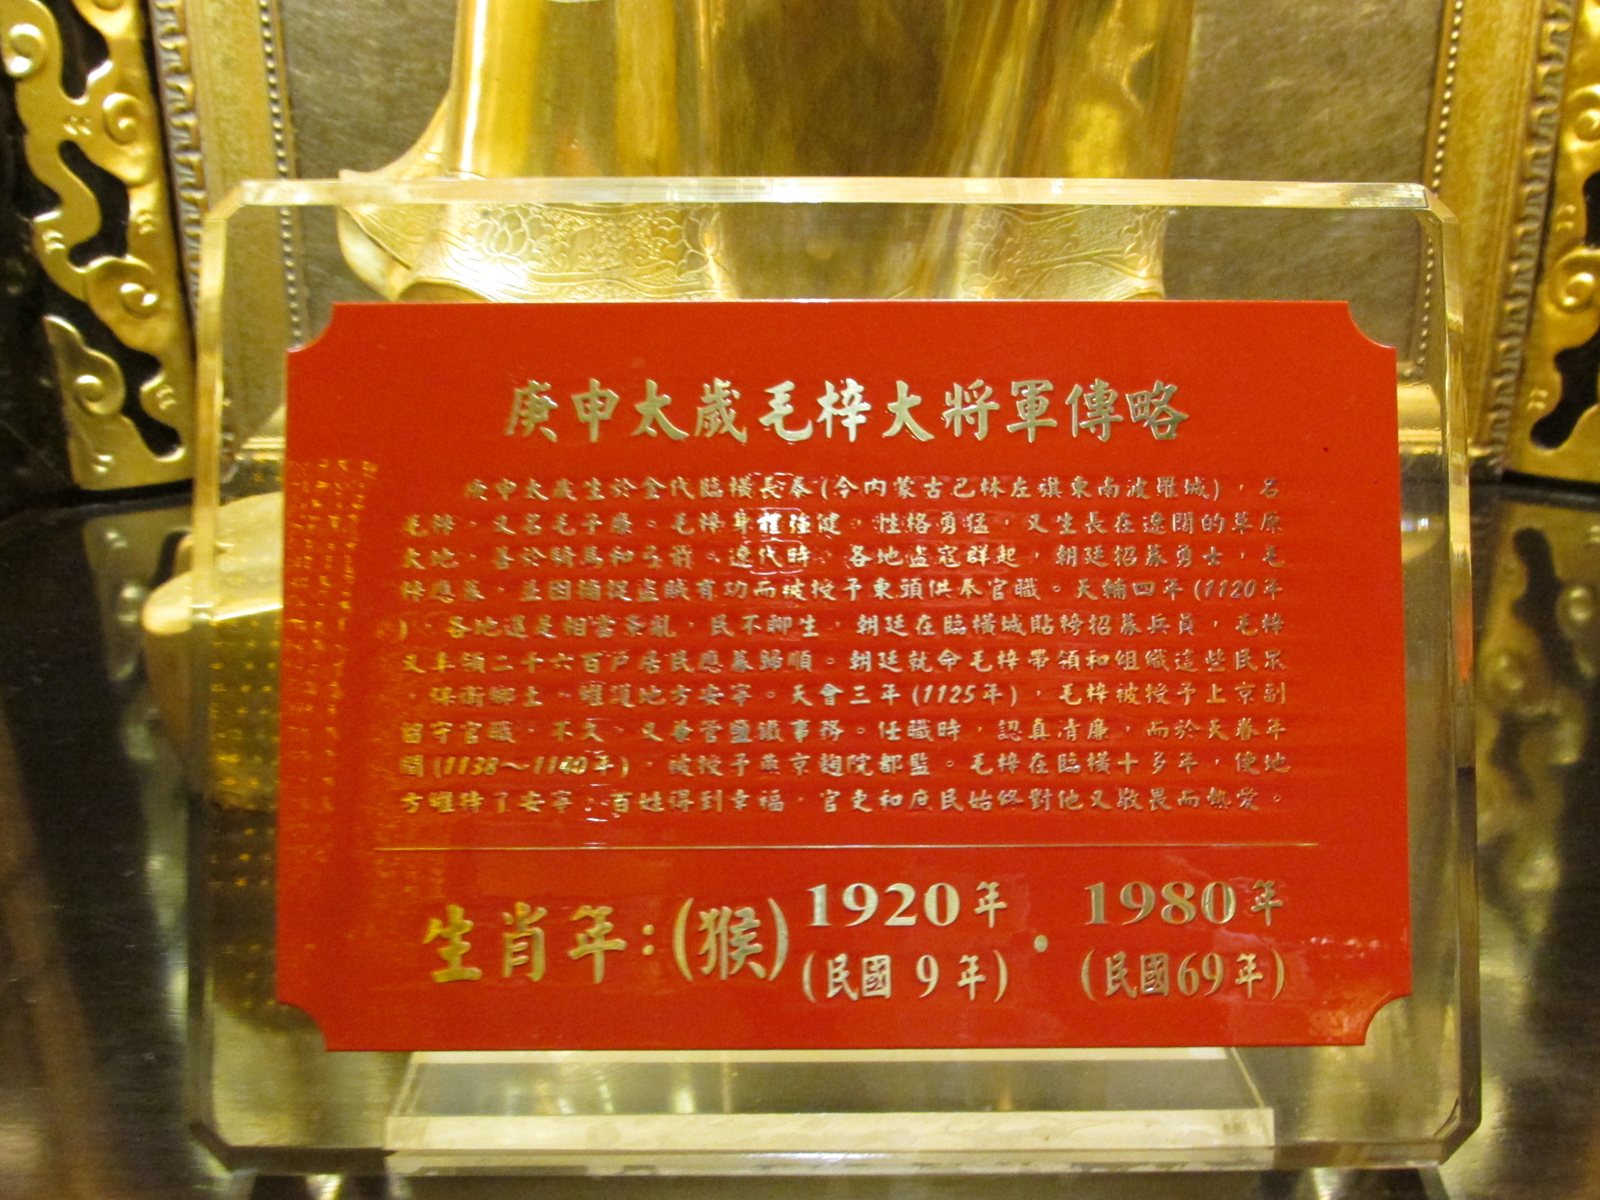 庚申太歲毛梓大將軍傳略
庚申太歲生於金代臨橫長泰(今內蒙古巴林左旗東南波羅城)，名
毛梓，又名毛子廉。毛梓身體強健，性格勇猛，又生長在遼闊的草原
大地，善於騎馬和弓箭。遼代時，各地盜寇群起，朝廷招募勇士，毛
梓應募，並因捕捉盜賊有功而被授予東頭供奉官職。天輔四年(1120年
)，各地還是相當紊亂，民不聊生，朝廷在臨橫城貼榜招募兵員，毛梓
又率領二千六百戶居民應募歸順。朝廷就命毛梓帶領和組織這些民眾
，保衛鄉土，維護地方安寧。天會三年(1125年)，毛梓被授予上京副
留守官職，不久，又兼管鹽鐵事務。任職時，認真清廉，而於天眷年
間(1138～1140年)，被授予燕京麴院都監。毛梓在臨橫十多年，使地
方維持了安寧，百姓得到幸福，官吏和庶民始終對他又敬畏而熱愛。
生肖年：(猴) 1920年 · 1980年
(民國 9 年) (民國69年)